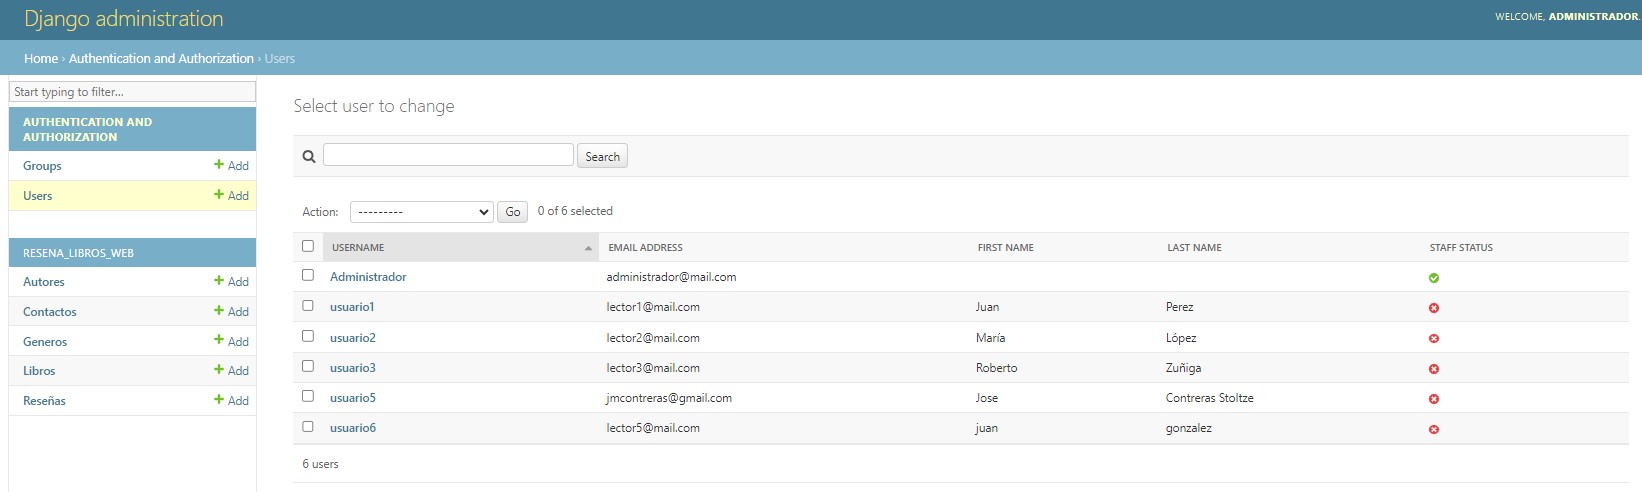 Django administration
WELCOME, ADMINISTRADOR.
Home › Authentication and Authorization › Users
Start typing to filter...
AUTHENTICATION AND
AUTHORIZATION
Groups + Add
Users + Add
RESENA_LIBROS_WEB
Autores + Add
Contactos + Add
Generos + Add
Libros + Add
Reseñas + Add
Select user to change
Search
Action: --------- Go 0 of 6 selected
USERNAME EMAIL ADDRESS FIRST NAME LAST NAME STAFF STATUS
Administrador administrador@mail.com
usuario1 lector1@mail.com Juan Perez
usuario2 lector2@mail.com María López
usuario3 lector3@mail.com Roberto Zuñiga
usuario5 jmcontreras@gmail.com Jose Contreras Stoltze
usuario6 lector5@mail.com juan gonzalez
6 users